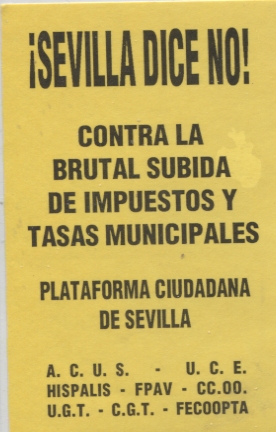 ¡SEVILLA DICE NO!
CONTRA LA
BRUTAL SUBIDA
DE IMPUESTOS Y
TASAS MUNICIPALES
PLATAFORMA CIUDADANA
DE SEVILLA
A. C. U. S. - U. C. E.
HISPALIS - FPAV - CC.OO.
U.G.T. - C.G.T. - FECOOPTA